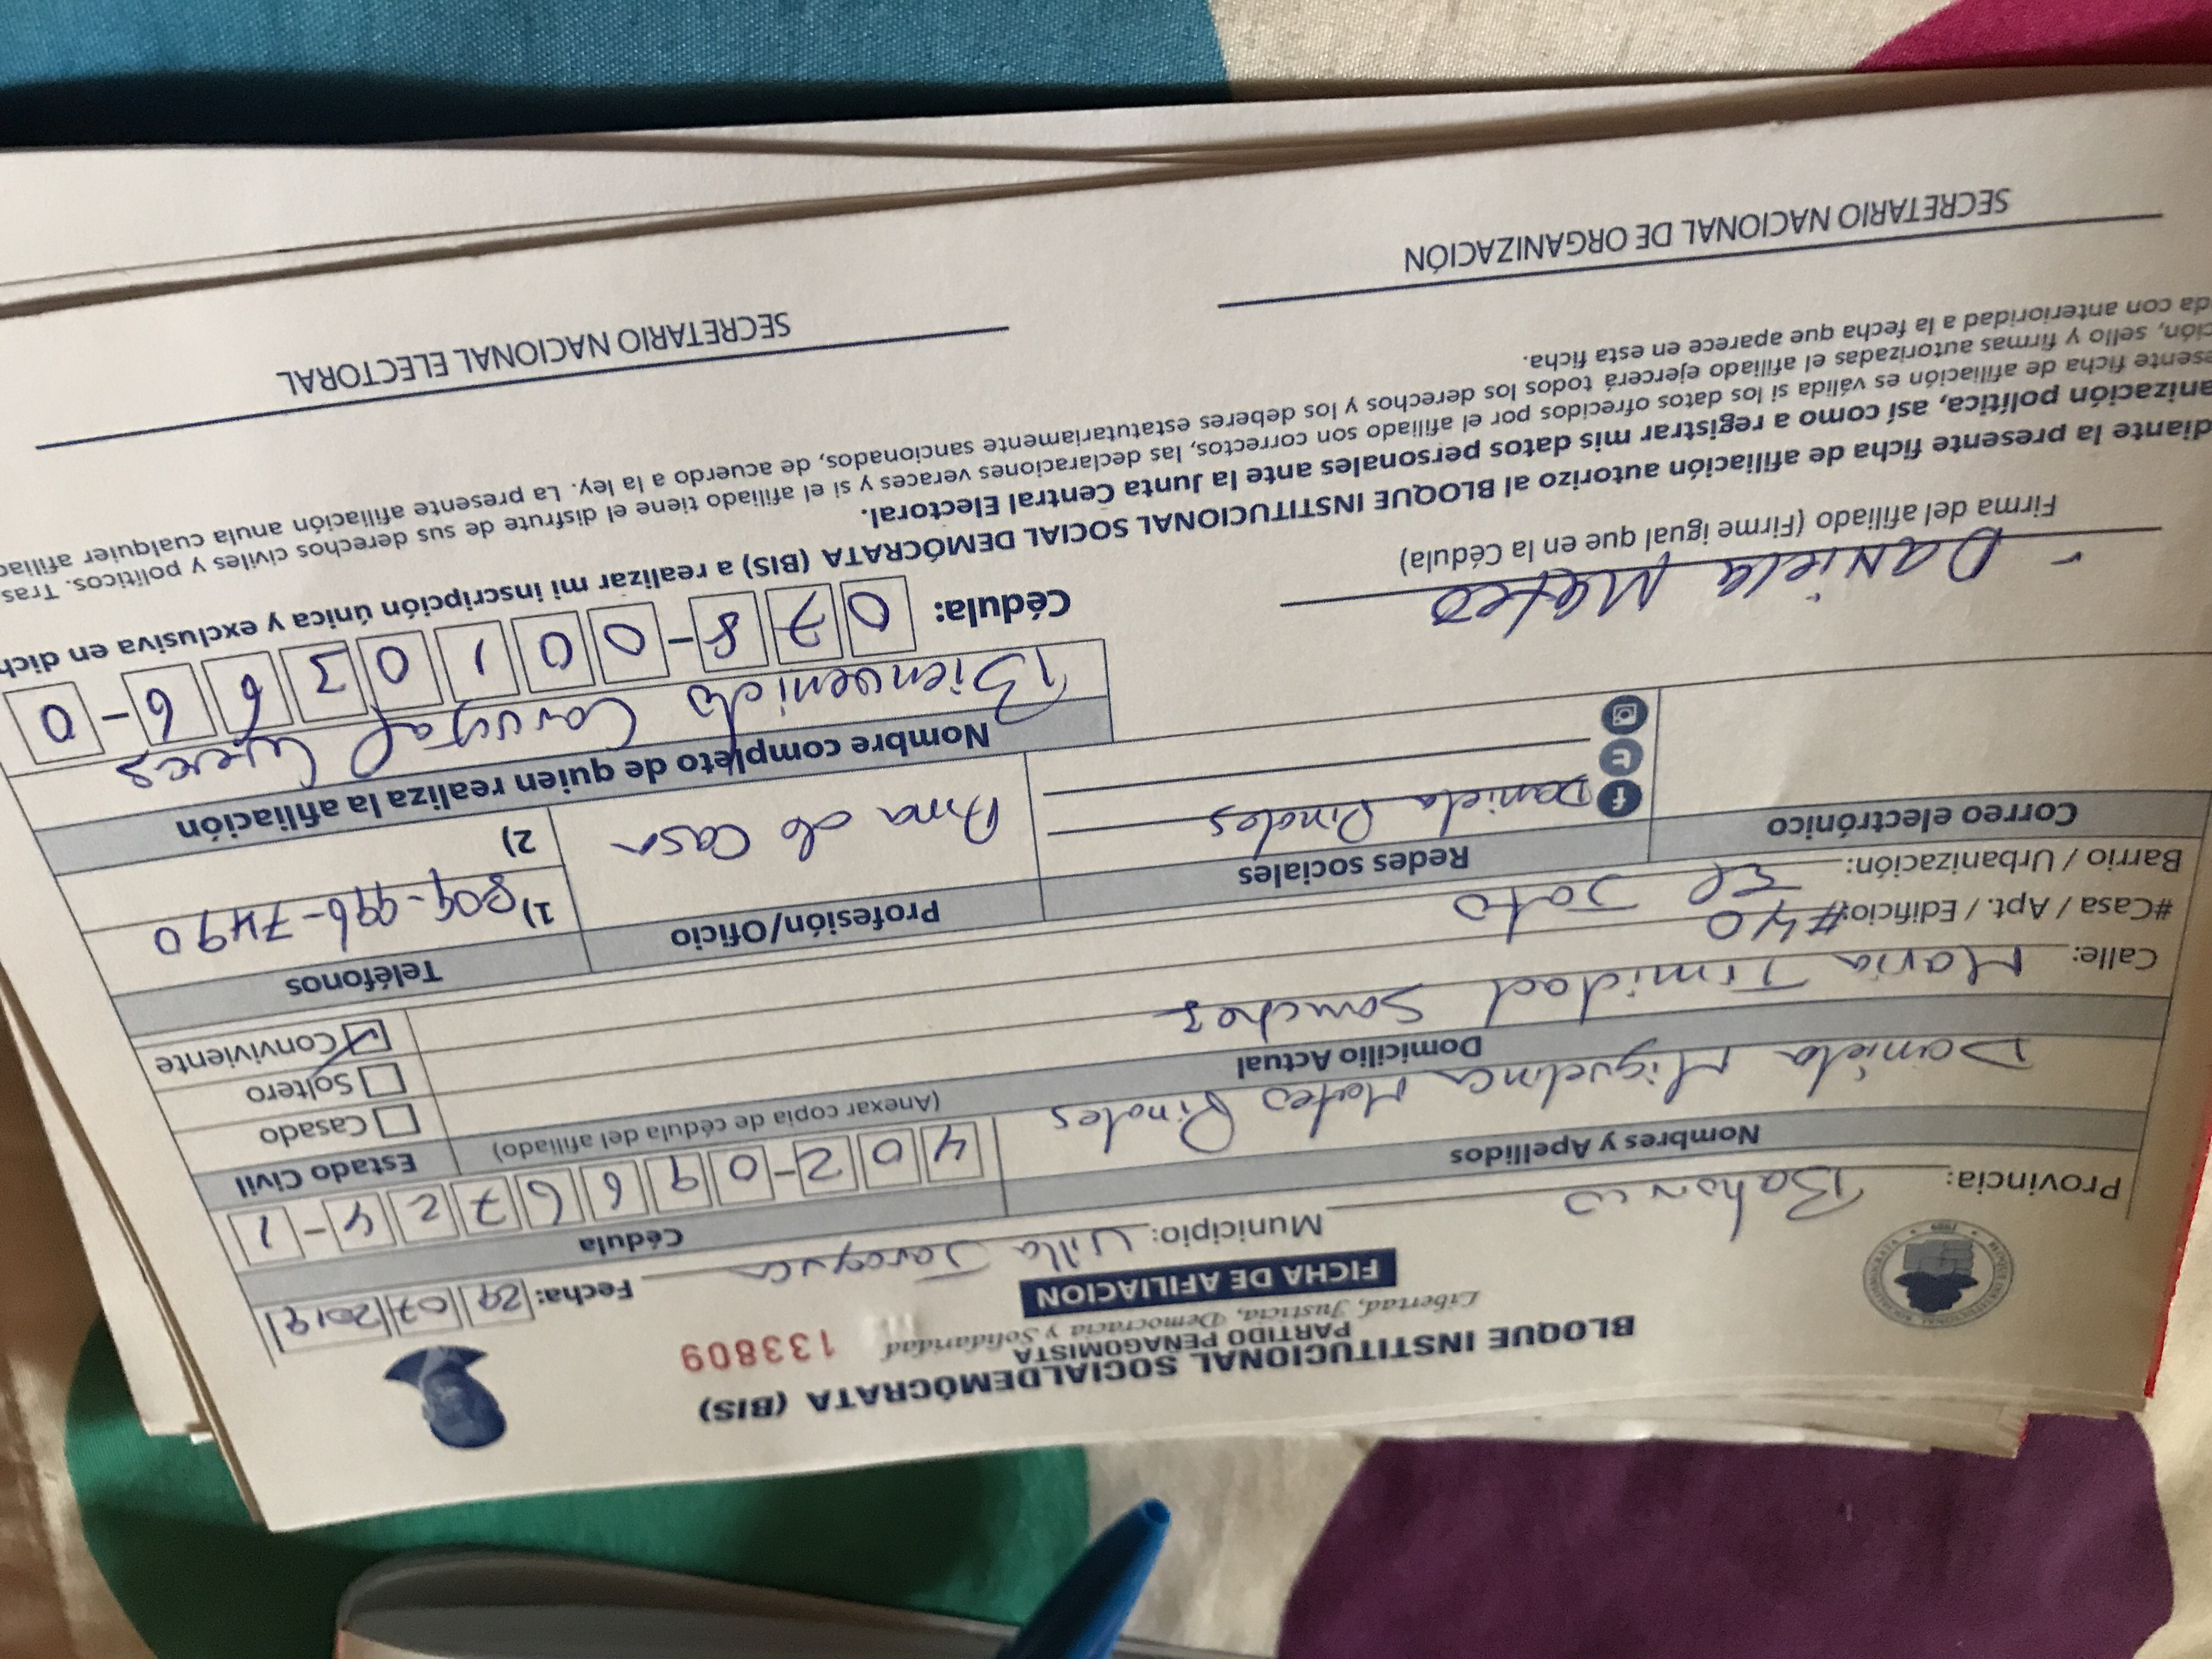 BLOQUE INSTITUCIONAL SOCIALDEMÓCRATA (BIS)
PARTIDO PENAGOMISTA
Libertad, Justicia, Democracia y Solidaridad
133809
FICHA DE AFILIACION
Provincia: Bahoruco Municipio: Villa Jaragua Fecha: 29 07 2019
Nombres y Apellidos Cédula Estado Civil
Daniela Miguelina Mateo Pineles 402-0966724-1
(Anexar copia de cédula del afiliado)
Casado
Soltero
Conviviente
Domicilio Actual
Calle: Maria Trinidad Sanchez
#Casa / Apt. / Edificio: #40
Barrio / Urbanización: El Jato
Teléfonos
1) 809-996-7490
2)
Correo electrónico Redes sociales Profesión/Oficio
Daniela Pineles
Ama de Casa
Nombre completo de quien realiza la afiliación
Bienvenido Carvajal
Cédula: 078-0010366-0
Daniela Mateo
Firma del afiliado (Firme igual que en la Cédula)
diante la presente ficha de afiliación autorizo al BLOQUE INSTITUCIONAL SOCIAL DEMÓCRATA (BIS) a realizar mi inscripción única y exclusiva en dich
anización política, así como a registrar mis datos personales ante la Junta Central Electoral.
esente ficha de afiliación es válida si los datos ofrecidos por el afiliado son correctos, las declaraciones veraces y si el afiliado tiene el disfrute de sus derechos civiles y políticos. Tras
ción, sello y firmas autorizadas el afiliado ejercerá todos los derechos y los deberes estatutariamente sancionados, de acuerdo a la ley. La presente afiliación anula cualquier afiliac
da con anterioridad a la fecha que aparece en esta ficha.
SECRETARIO NACIONAL DE ORGANIZACIÓN
SECRETARIO NACIONAL ELECTORAL